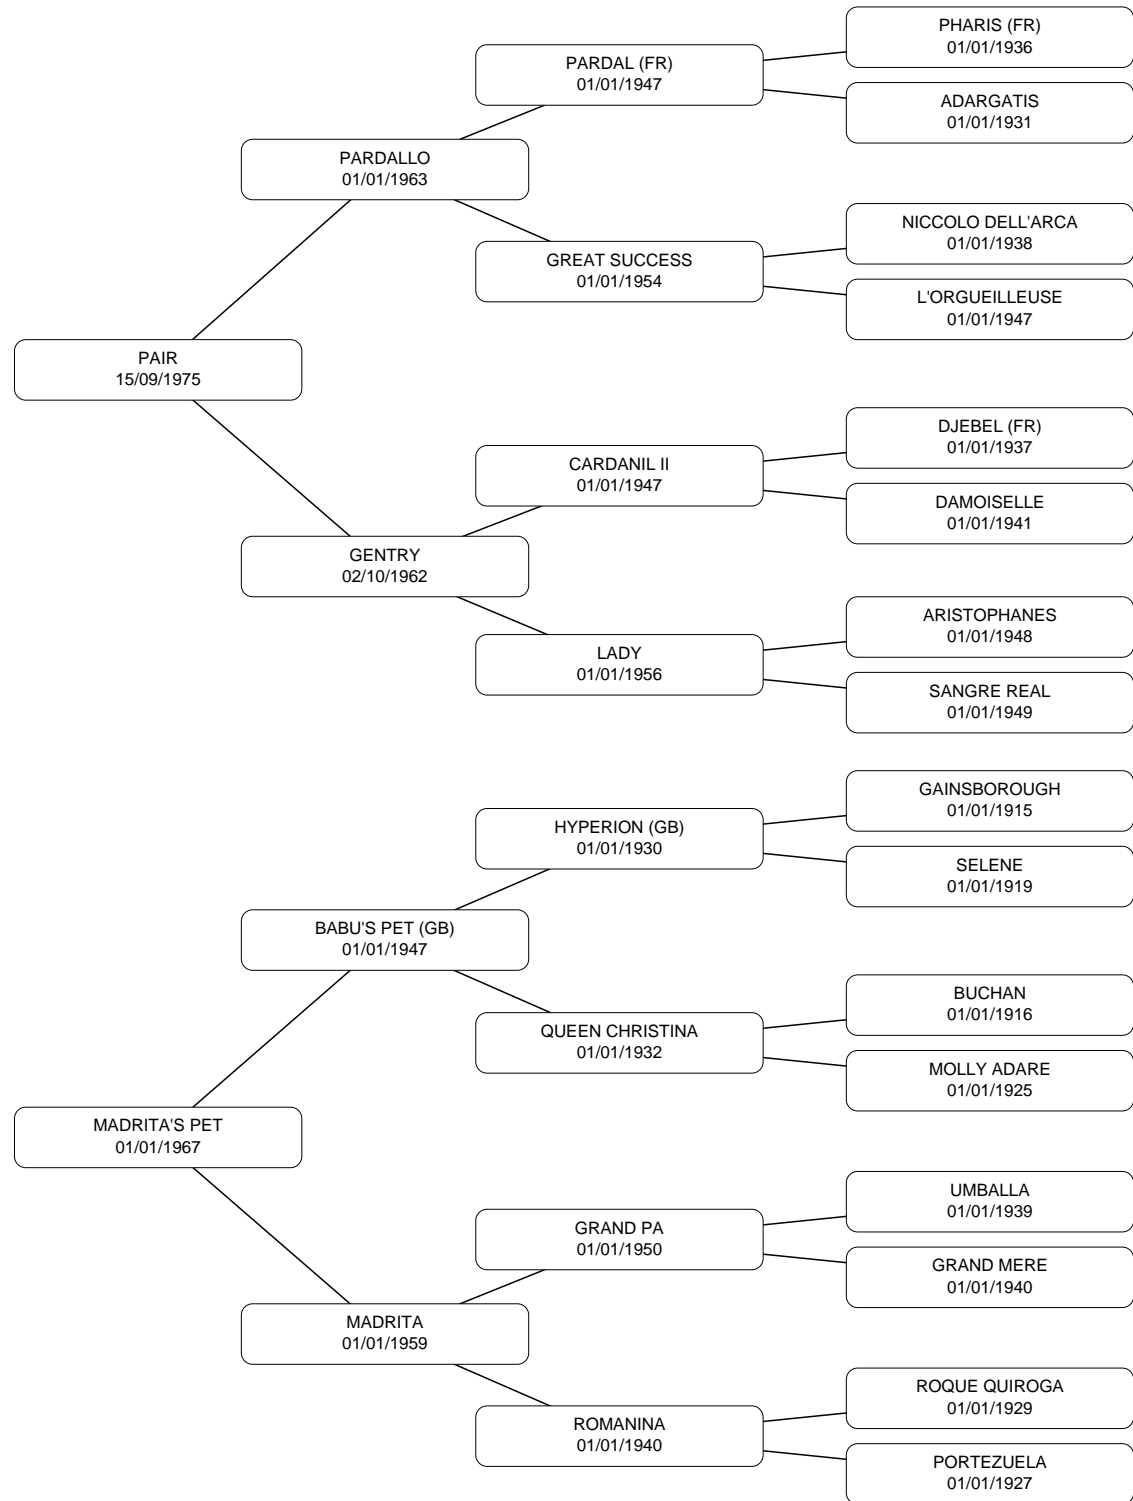 PHARIS (FR)
01/01/1936
PARDAL (FR)
01/01/1947
ADARGATIS
01/01/1931
PARDALLO
01/01/1963
NICCOLO DELL'ARCA
01/01/1938
GREAT SUCCESS
01/01/1954
L'ORGUEILLEUSE
01/01/1947
PAIR
15/09/1975
DJEBEL (FR)
01/01/1937
CARDANIL II
01/01/1947
DAMOISELLE
01/01/1941
GENTRY
02/10/1962
ARISTOPHANES
01/01/1948
LADY
01/01/1956
SANGRE REAL
01/01/1949
GAINSBOROUGH
01/01/1915
HYPERION (GB)
01/01/1930
SELENE
01/01/1919
BABU'S PET (GB)
01/01/1947
BUCHAN
01/01/1916
QUEEN CHRISTINA
01/01/1932
MOLLY ADARE
01/01/1925
MADRITA'S PET
01/01/1967
UMBALLA
01/01/1939
GRAND PA
01/01/1950
GRAND MERE
01/01/1940
MADRITA
01/01/1959
ROQUE QUIROGA
01/01/1929
ROMANINA
01/01/1940
PORTEZUELA
01/01/1927